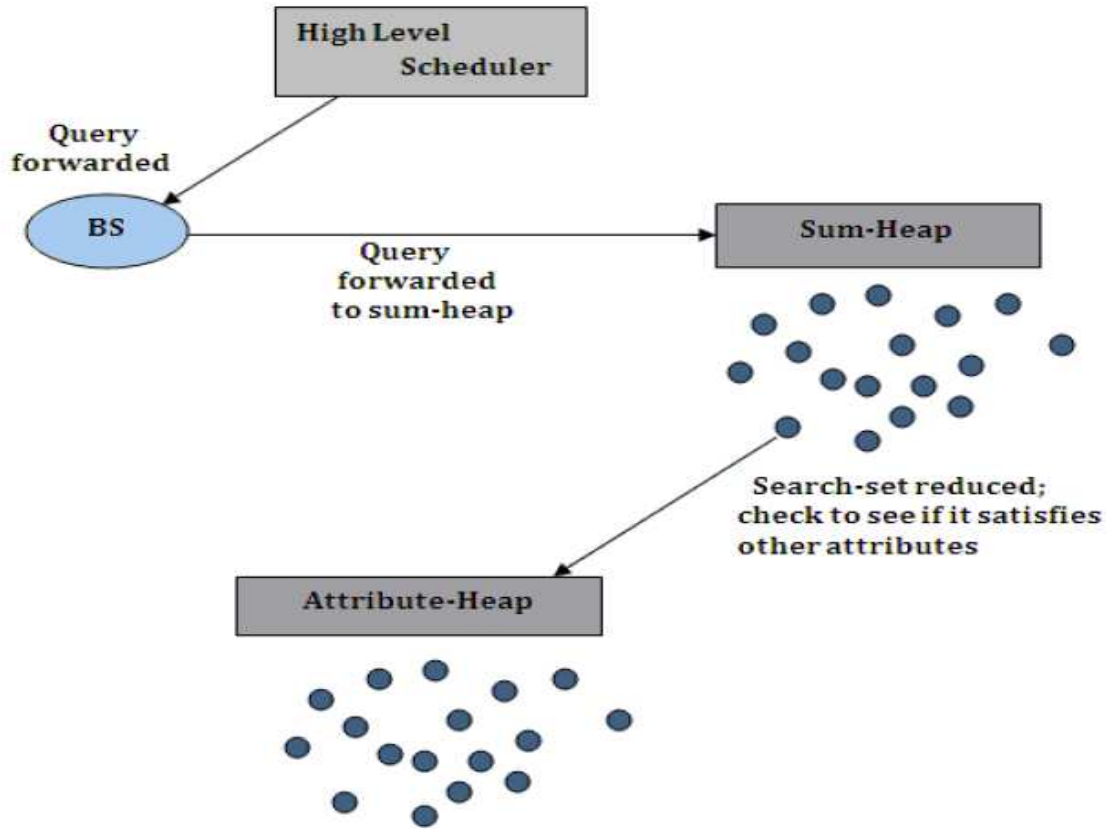 High Level
Scheduler
Query
forwarded
BS
Query
forwarded
to sum-heap
Sum-Heap
Search-set reduced;
check to see if it satisfies
other attributes
Attribute-Heap